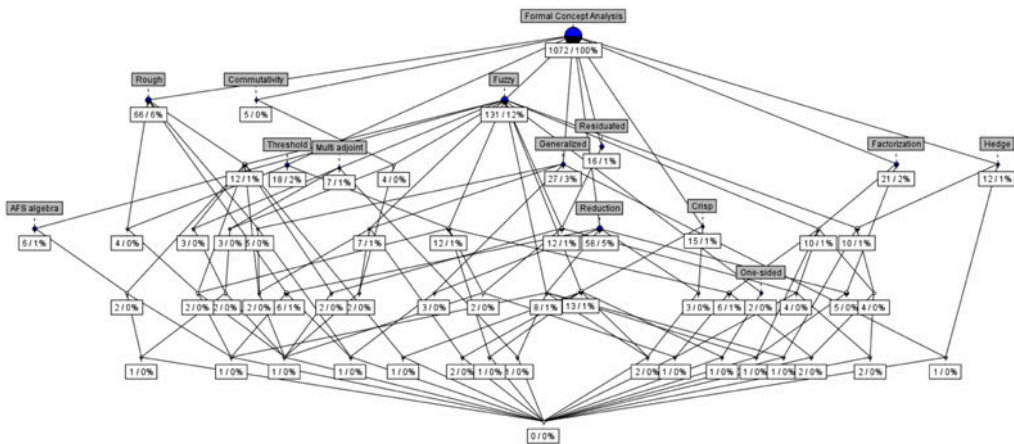 Formal Concept Analysis
1072 / 100%
Rough
Commutativity
Fuzzy
66 / 6%
5 / 0%
131 / 12%
Threshold
Multi adjoint
Generalized
Residuated
Factorization
Hedge
12 / 1%
18 / 2%
7 / 1%
4 / 0%
27 / 3%
16 / 1%
21 / 2%
12 / 1%
AFS algebra
Reduction
Crisp
6 / 1%
4 / 0%
3 / 0%
3 / 0%
5 / 0%
7 / 1%
12 / 1%
12 / 1%
58 / 5%
15 / 1%
10 / 1%
10 / 1%
One-sided
2 / 0%
2 / 0%
2 / 0%
2 / 0%
6 / 1%
2 / 0%
2 / 0%
3 / 0%
2 / 0%
8 / 1%
13 / 1%
3 / 0%
6 / 1%
2 / 0%
4 / 0%
5 / 0%
4 / 0%
1 / 0%
1 / 0%
1 / 0%
1 / 0%
1 / 0%
2 / 0%
1 / 0%
1 / 0%
2 / 0%
1 / 0%
1 / 0%
1 / 0%
2 / 0%
2 / 0%
1 / 0%
0 / 0%